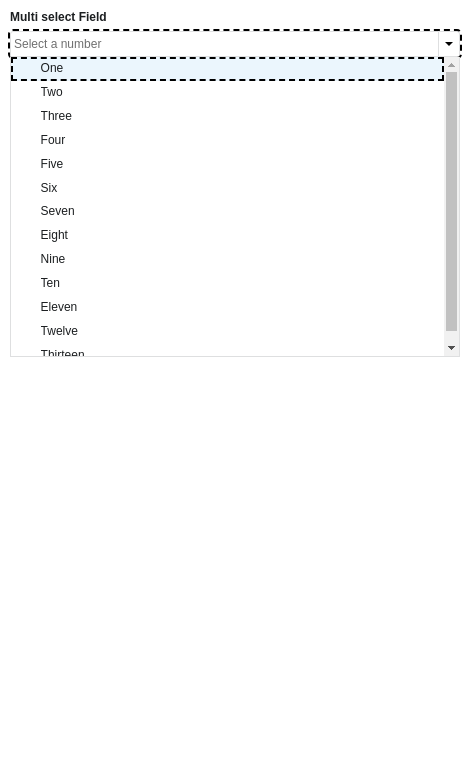 Multi select Field
Select a number
One
Two
Three
Four
Five
Six
Seven
Eight
Nine
Ten
Eleven
Twelve
Thirteen